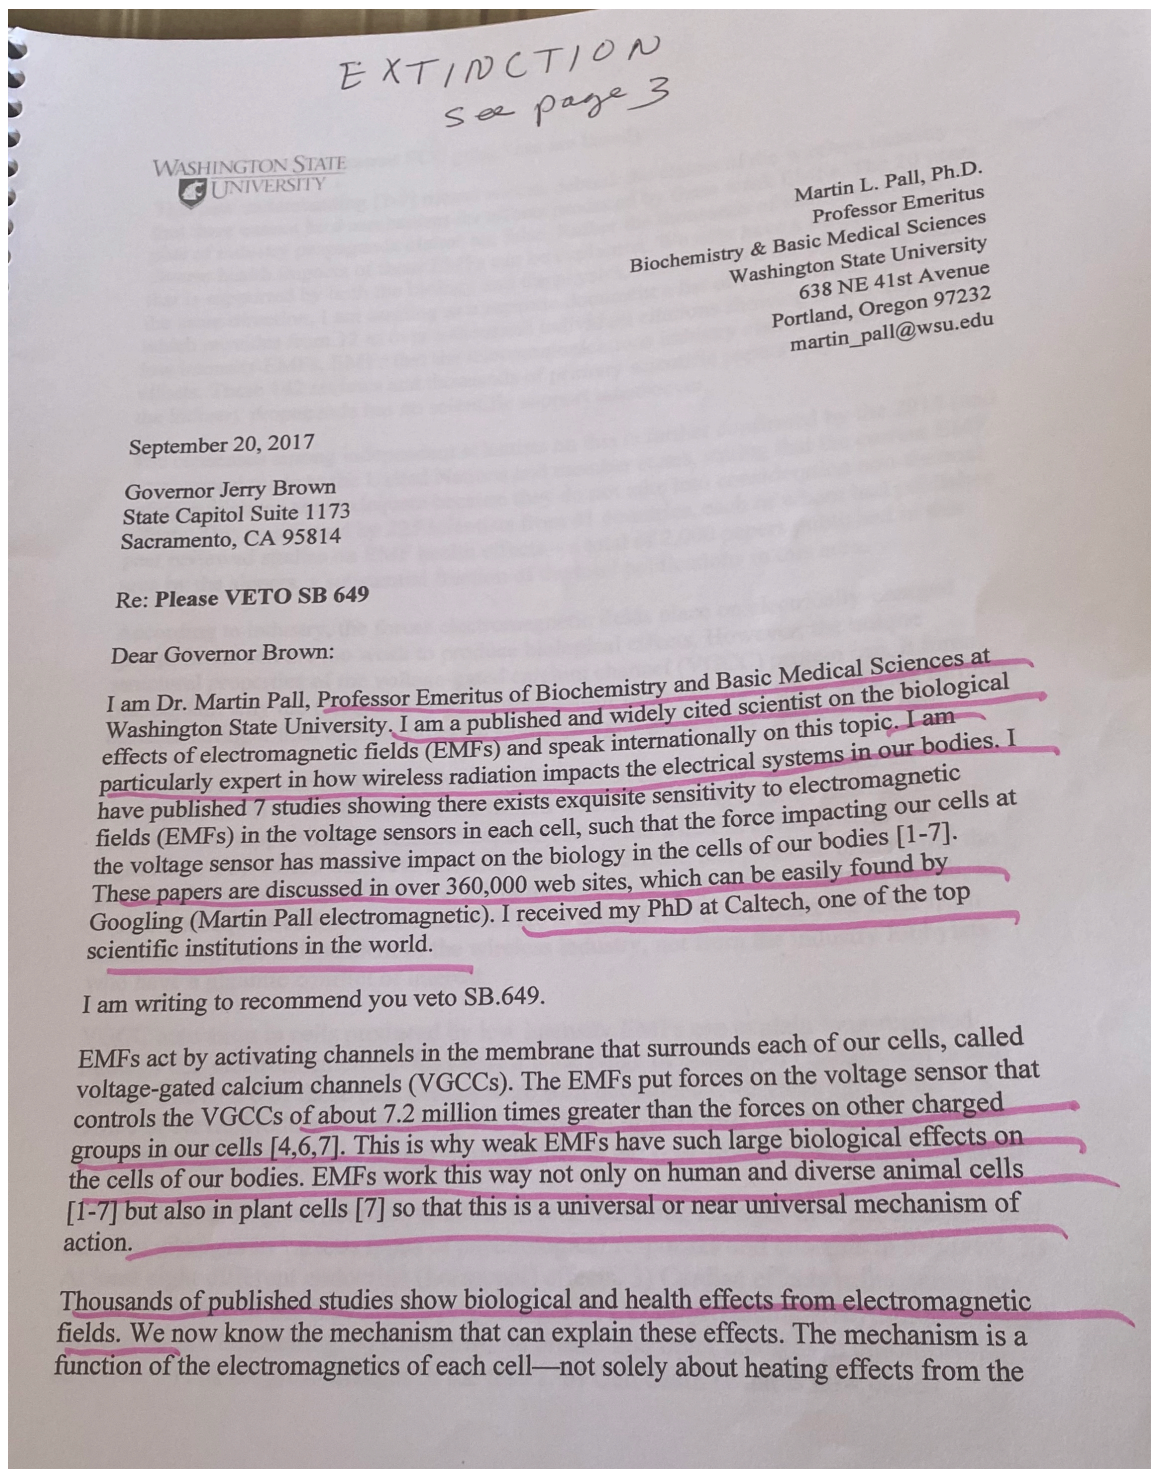 EXTINCTION
see page 3
WASHINGTON STATE
UNIVERSITY
Martin L. Pall, Ph.D.
Professor Emeritus
Biochemistry & Basic Medical Sciences
Washington State University
638 NE 41st Avenue
Portland, Oregon 97232
martin_pall@wsu.edu
September 20, 2017
Governor Jerry Brown
State Capitol Suite 1173
Sacramento, CA 95814
Re: Please VETO SB 649
Dear Governor Brown:
I am Dr. Martin Pall, Professor Emeritus of Biochemistry and Basic Medical Sciences at
Washington State University. I am a published and widely cited scientist on the biological
effects of electromagnetic fields (EMFs) and speak internationally on this topic. I am
particularly expert in how wireless radiation impacts the electrical systems in our bodies. I
have published 7 studies showing there exists exquisite sensitivity to electromagnetic
fields (EMFs) in the voltage sensors in each cell, such that the force impacting our cells at
the voltage sensor has massive impact on the biology in the cells of our bodies [1-7].
These papers are discussed in over 360,000 web sites, which can be easily found by
Googling (Martin Pall electromagnetic). I received my PhD at Caltech, one of the top
scientific institutions in the world.
I am writing to recommend you veto SB.649.
EMFs act by activating channels in the membrane that surrounds each of our cells, called
voltage-gated calcium channels (VGCCs). The EMFs put forces on the voltage sensor that
controls the VGCCs of about 7.2 million times greater than the forces on other charged
groups in our cells [4,6,7]. This is why weak EMFs have such large biological effects on
the cells of our bodies. EMFs work this way not only on human and diverse animal cells
[1-7] but also in plant cells [7] so that this is a universal or near universal mechanism of
action.
Thousands of published studies show biological and health effects from electromagnetic
fields. We now know the mechanism that can explain these effects. The mechanism is a
function of the electromagnetics of each cell—not solely about heating effects from the